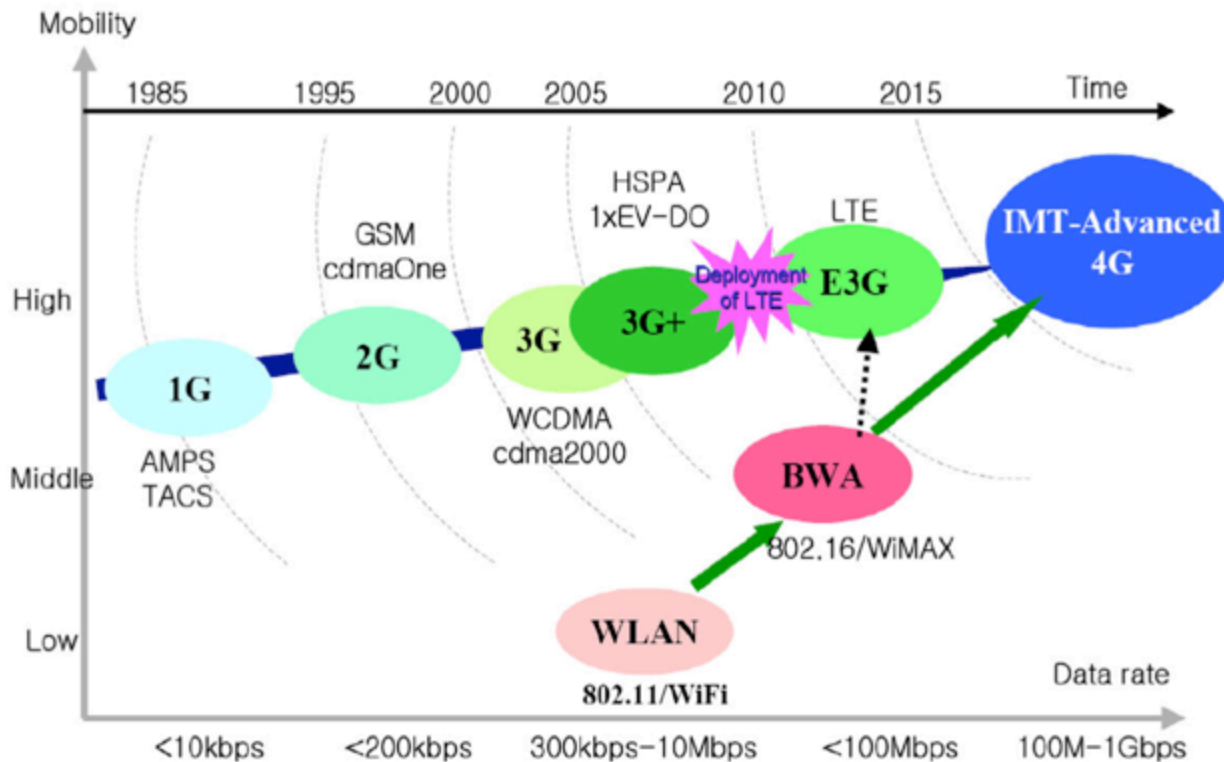 Mobility
1985 1995 2000 2005 2010 2015 Time
HSPA
1xEV-DO
LTE
GSM
cdmaOne
IMT-Advanced
4G
Deployment
of LTE
E3G
High
3G
3G+
2G
1G
WCDMA
cdma2000
AMPS
TACS
Middle
BWA
802.16/WiMAX
WLAN
Low
802.11/WiFi
Data rate
<10kbps <200kbps 300kbps-10Mbps <100Mbps 100M-1Gbps